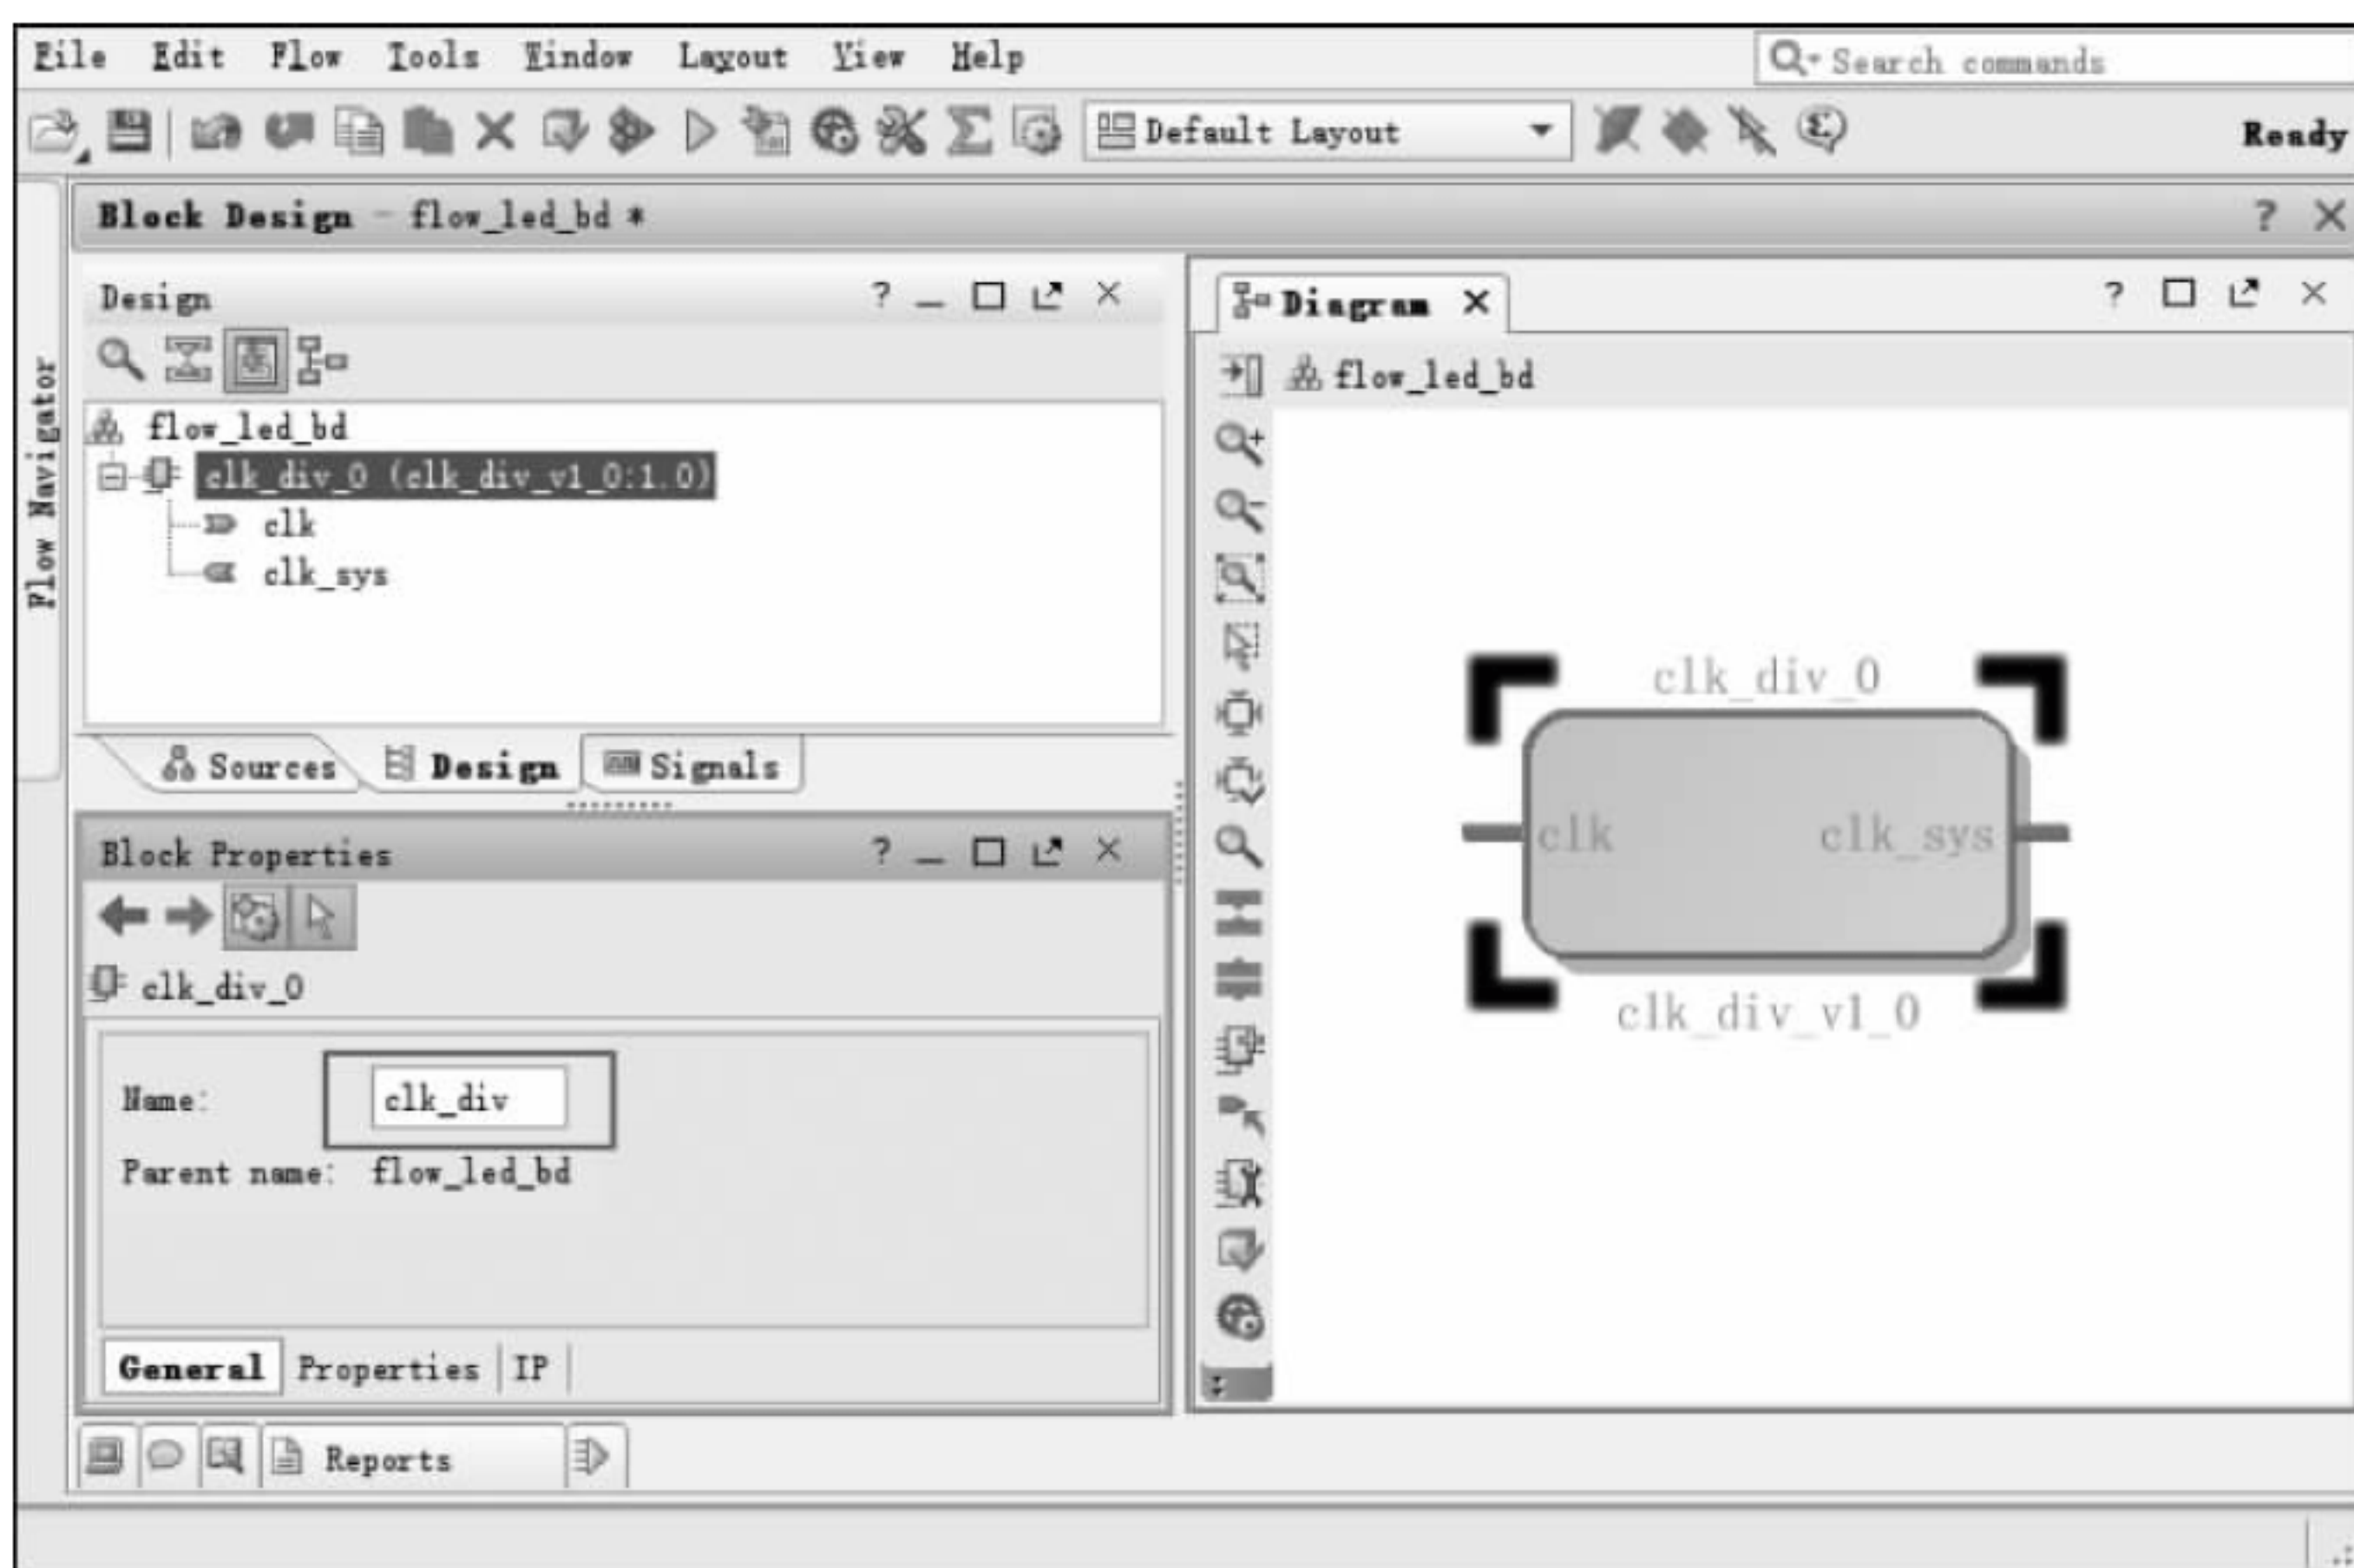 File Edit Flow Tools Window Layout View Help
Search commands
Default Layout
Ready
Block Design - flow_led_bd *
Flow Navigator
Design
flow_led_bd
clk_div_0 (clk_div_v1_0:1.0)
clk
clk_sys
Sources Design Signals
Block Properties
clk_div_0
Name: clk_div
Parent name: flow_led_bd
General Properties IP
Reports
Diagram
flow_led_bd
clk_div_0
clk clk_sys
clk_div_v1_0